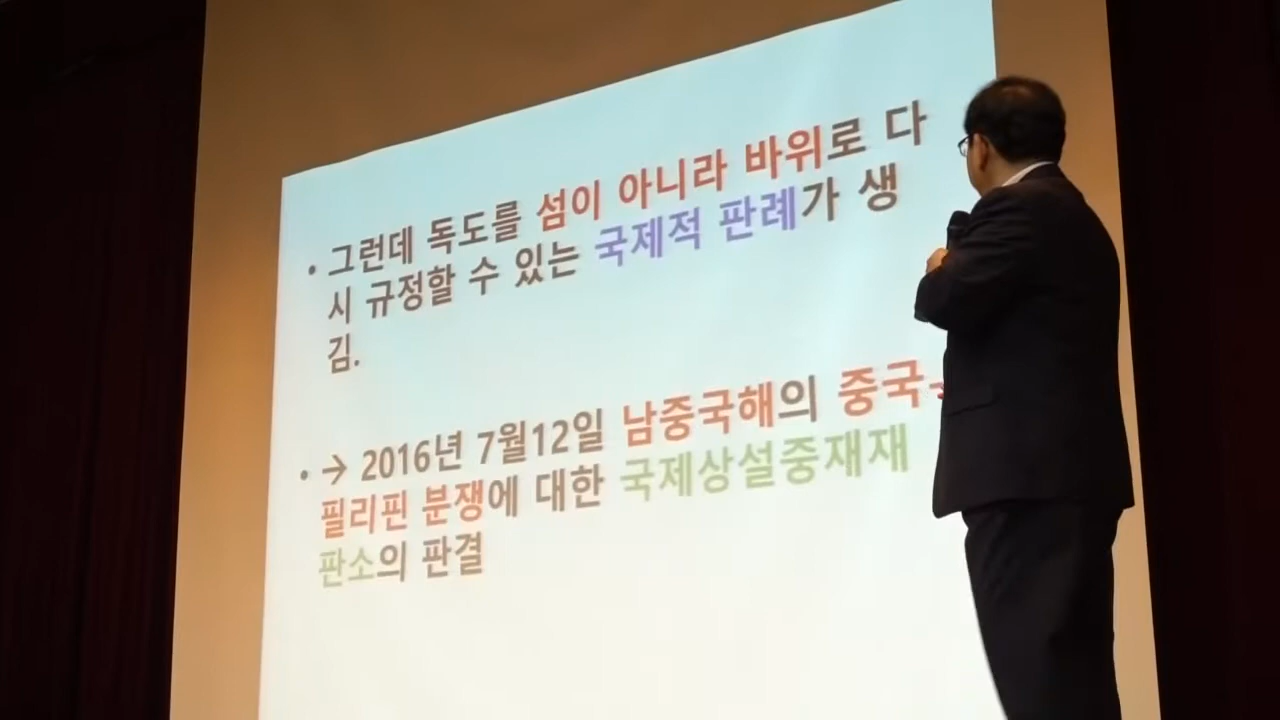 • 그런데 독도를 섬이 아니라 바위로 다
시 규정할 수 있는 국제적 판례가 생
김.
• → 2016년 7월12일 남중국해의 중국-
필리핀 분쟁에 대한 국제상설중재재
판소의 판결